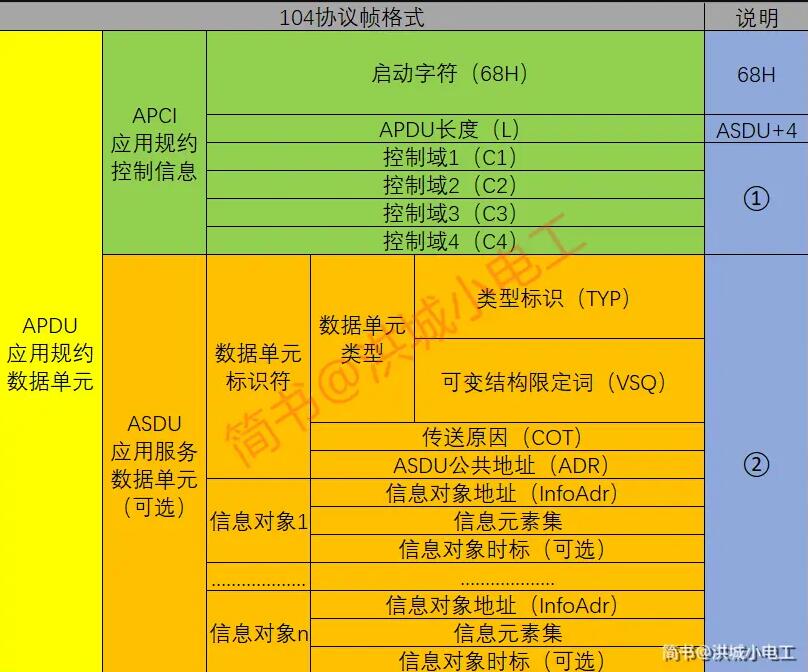 104协议帧格式 说明
APDU
应用规约
数据单元
APCI
应用规约
控制信息
启动字符（68H） 68H
APDU长度（L） ASDU+4
控制域1（C1）
控制域2（C2）
控制域3（C3）
控制域4（C4）
①
ASDU
应用服务
数据单元
（可选）
数据单元
标识符
数据单元
类型
类型标识（TYP）
可变结构限定词（VSQ）
传送原因（COT）
ASDU公共地址（ADR）
②
信息对象1
信息对象地址（InfoAdr）
信息元素集
信息对象时标（可选）
................... ...................
信息对象n
信息对象地址（InfoAdr）
信息元素集
信息对象时标（可选）
简书@洪城小电工
简书@洪城小电工